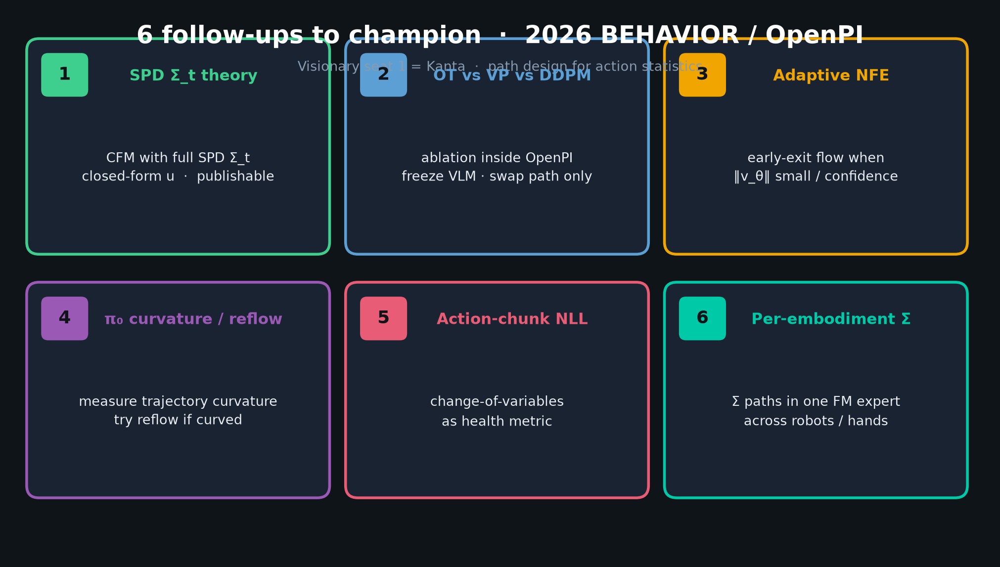 6 follow-ups to champion · 2026 BEHAVIOR / OpenPI
Visionary seat 1 = Kanta · path design for action statistics
1
SPD Σ_t theory
CFM with full SPD Σ_t
closed-form u · publishable
2
OT vs VP vs DDPM
ablation inside OpenPI
freeze VLM · swap path only
3
Adaptive NFE
early-exit flow when
‖v_θ‖ small / confidence
4
π₀ curvature / reflow
measure trajectory curvature
try reflow if curved
5
Action-chunk NLL
change-of-variables
as health metric
6
Per-embodiment Σ
Σ paths in one FM expert
across robots / hands